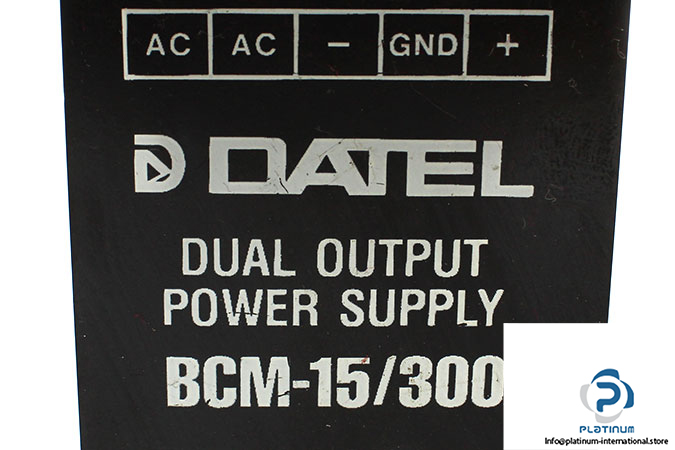 AC AC – GND +
DATEL
DUAL OUTPUT
POWER SUPPLY
BCM-15/300
PLATINUM
Info@platinum-international.store